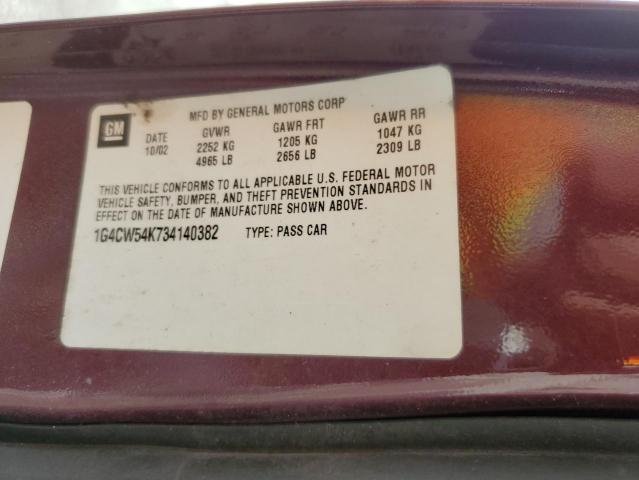 GM
MFD BY GENERAL MOTORS CORP
DATE GVWR GAWR FRT GAWR RR
10/02 2252 KG 1205 KG 1047 KG
4965 LB 2656 LB 2309 LB
THIS VEHICLE CONFORMS TO ALL APPLICABLE U.S. FEDERAL MOTOR
VEHICLE SAFETY, BUMPER, AND THEFT PREVENTION STANDARDS IN
EFFECT ON THE DATE OF MANUFACTURE SHOWN ABOVE.
1G4CW54K734140382 TYPE: PASS CAR